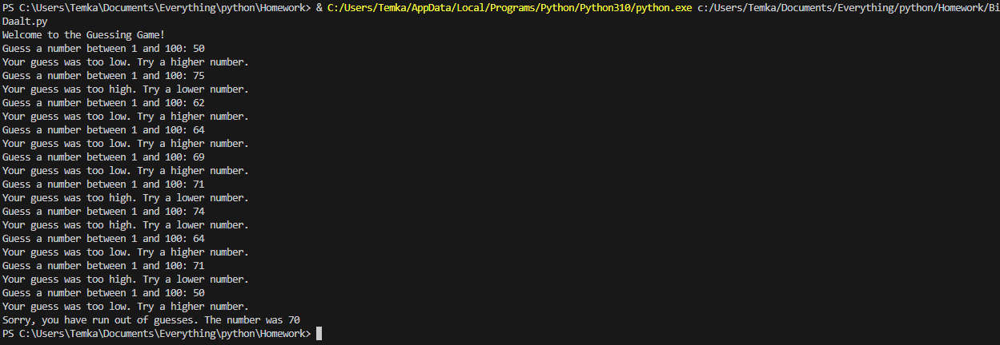 PS C:\Users\Temka\Documents\Everything\python\Homework> & C:/Users/Temka/AppData/Local/Programs/Python/Python310/python.exe c:/Users/Temka/Documents/Everything/python/Homework/Bi
Daalt.py
Welcome to the Guessing Game!
Guess a number between 1 and 100: 50
Your guess was too low. Try a higher number.
Guess a number between 1 and 100: 75
Your guess was too high. Try a lower number.
Guess a number between 1 and 100: 62
Your guess was too low. Try a higher number.
Guess a number between 1 and 100: 64
Your guess was too low. Try a higher number.
Guess a number between 1 and 100: 69
Your guess was too low. Try a higher number.
Guess a number between 1 and 100: 71
Your guess was too high. Try a lower number.
Guess a number between 1 and 100: 74
Your guess was too high. Try a lower number.
Guess a number between 1 and 100: 64
Your guess was too low. Try a higher number.
Guess a number between 1 and 100: 71
Your guess was too high. Try a lower number.
Guess a number between 1 and 100: 50
Your guess was too low. Try a higher number.
Sorry, you have run out of guesses. The number was 70
PS C:\Users\Temka\Documents\Everything\python\Homework>